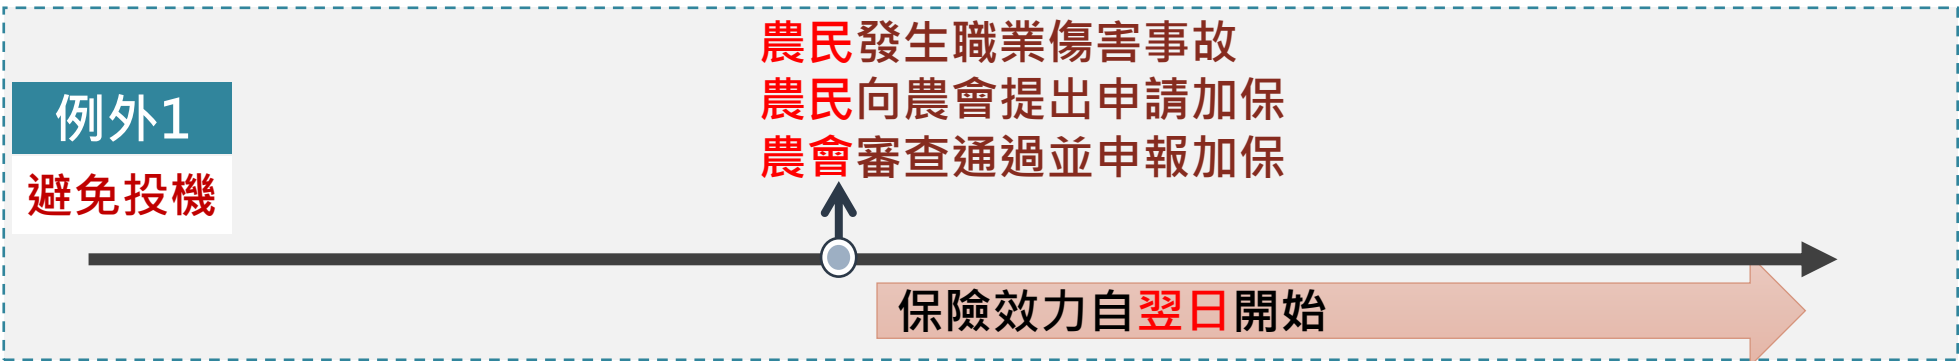 農民發生職業傷害事故
農民向農會提出申請加保
農會審查通過並申報加保
例外1
避免投機
保險效力自翌日開始